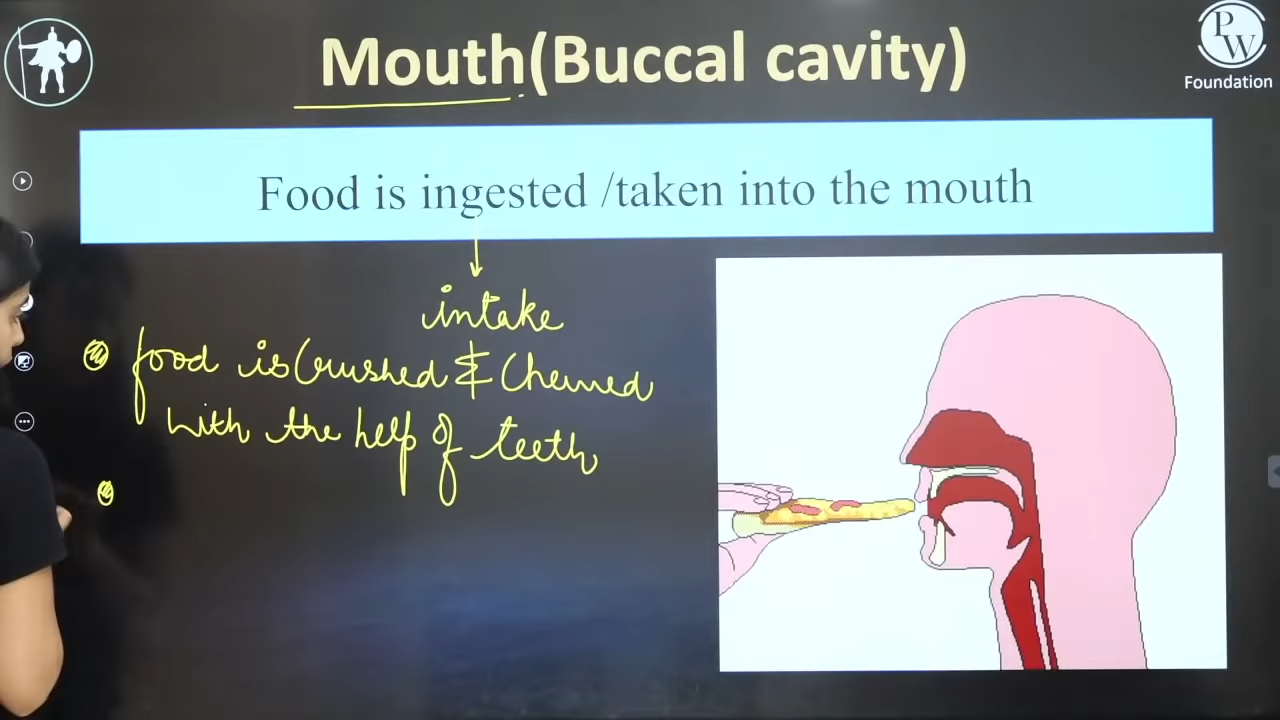 Mouth(Buccal cavity)
PW
Foundation
Food is ingested /taken into the mouth
intake
food is Crushed & Chewed
with the help of teeth